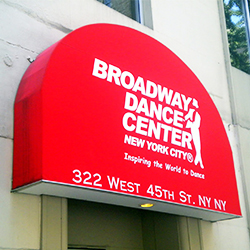 BROADWAY
DANCE
CENTER
NEW YORK CITY®
Inspiring the World to Dance
322 WEST 45TH ST. NY NY